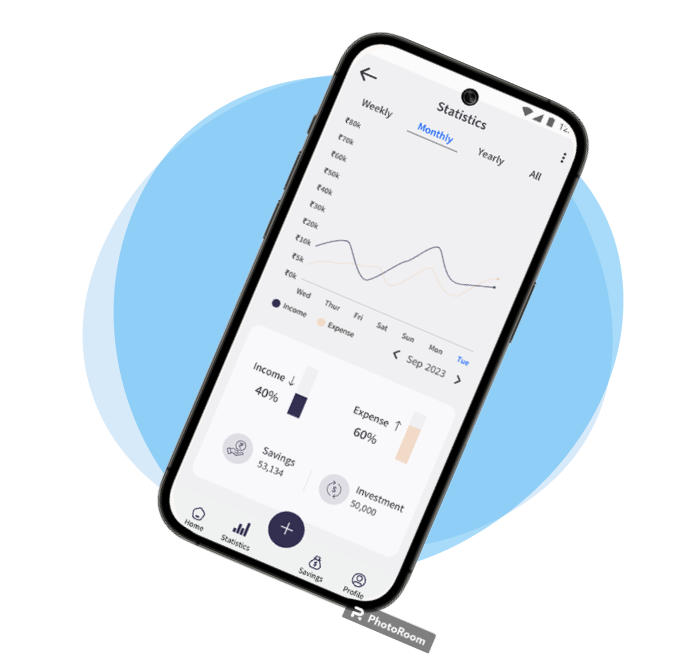 12.
Statistics
Weekly
Monthly
Yearly
All
₹80k
₹70k
₹60k
₹50k
₹40k
₹30k
₹20k
₹10k
₹5k
₹0k
Wed
Thur
Fri
Sat
Sun
Mon
Tue
Income
Expense
Sep 2023
Income
40%
Expense
60%
Savings
53,134
Investment
50,000
Home
Statistics
Savings
Profile
PhotoRoom